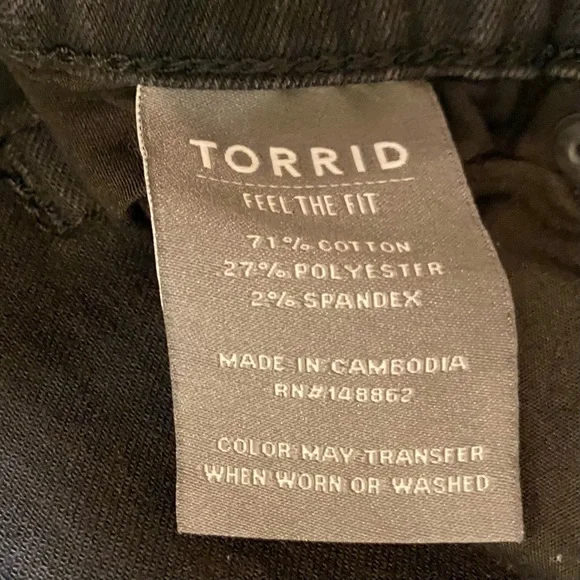 TORRID
FEEL THE FIT
71% COTTON
27% POLYESTER
2% SPANDEX
MADE IN CAMBODIA
RN#148862
COLOR MAY TRANSFER
WHEN WORN OR WASHED